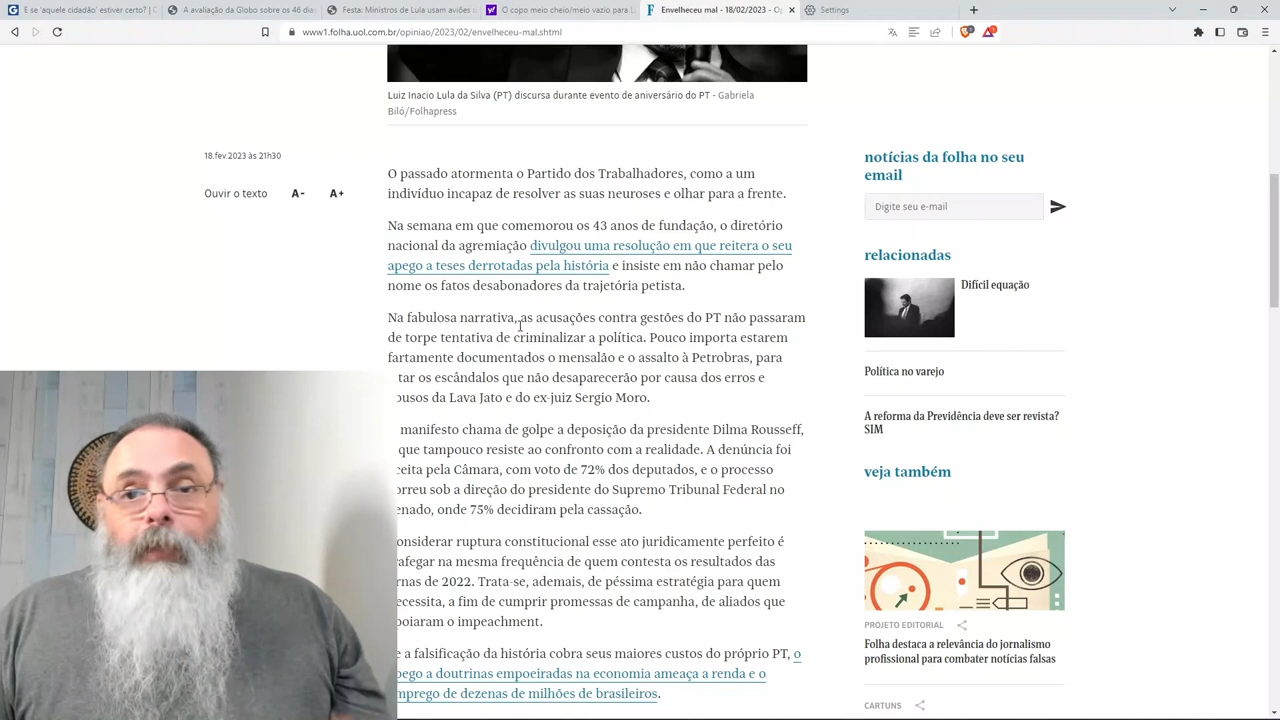 E se 'aquele cidadão' estiver certo? |
A avaliação da Globo sobre os 46 dias
Festa: Ministros de Lula usam aviões
O copo meio cheio/meio vazio para L
Envelheceu mal - 18/02/2023 - Op
Settings
www1.folha.uol.com.br/opiniao/2023/02/envelheceu-mal.shtml
Luiz Inacio Lula da Silva (PT) discursa durante evento de aniversário do PT - Gabriela
Biló/Folhapress
18.fev.2023 às 21h30
Ouvir o texto A- A+
O passado atormenta o Partido dos Trabalhadores, como a um
indivíduo incapaz de resolver as suas neuroses e olhar para a frente.
Na semana em que comemorou os 43 anos de fundação, o diretório
nacional da agremiação divulgou uma resolução em que reitera o seu
apego a teses derrotadas pela história e insiste em não chamar pelo
nome os fatos desabonadores da trajetória petista.
Na fabulosa narrativa, as acusações contra gestões do PT não passaram
de torpe tentativa de criminalizar a política. Pouco importa estarem
fartamente documentados o mensalão e o assalto à Petrobras, para
tar os escândalos que não desaparecerão por causa dos erros e
busos da Lava Jato e do ex-juiz Sergio Moro.
manifesto chama de golpe a deposição da presidente Dilma Rousseff,
que tampouco resiste ao confronto com a realidade. A denúncia foi
ceita pela Câmara, com voto de 72% dos deputados, e o processo
orreu sob a direção do presidente do Supremo Tribunal Federal no
enado, onde 75% decidiram pela cassação.
onsiderar ruptura constitucional esse ato juridicamente perfeito é
rafegar na mesma frequência de quem contesta os resultados das
rnas de 2022. Trata-se, ademais, de péssima estratégia para quem
ecessita, a fim de cumprir promessas de campanha, de aliados que
poiaram o impeachment.
e a falsificação da história cobra seus maiores custos do próprio PT, o
pego a doutrinas empoeiradas na economia ameaça a renda e o
mprego de dezenas de milhões de brasileiros.
notícias da folha no seu
email
Digite seu e-mail
relacionadas
Difícil equação
Política no varejo
A reforma da Previdência deve ser revista?
SIM
veja também
PROJETO EDITORIAL
Folha destaca a relevância do jornalismo
profissional para combater notícias falsas
CARTUNS